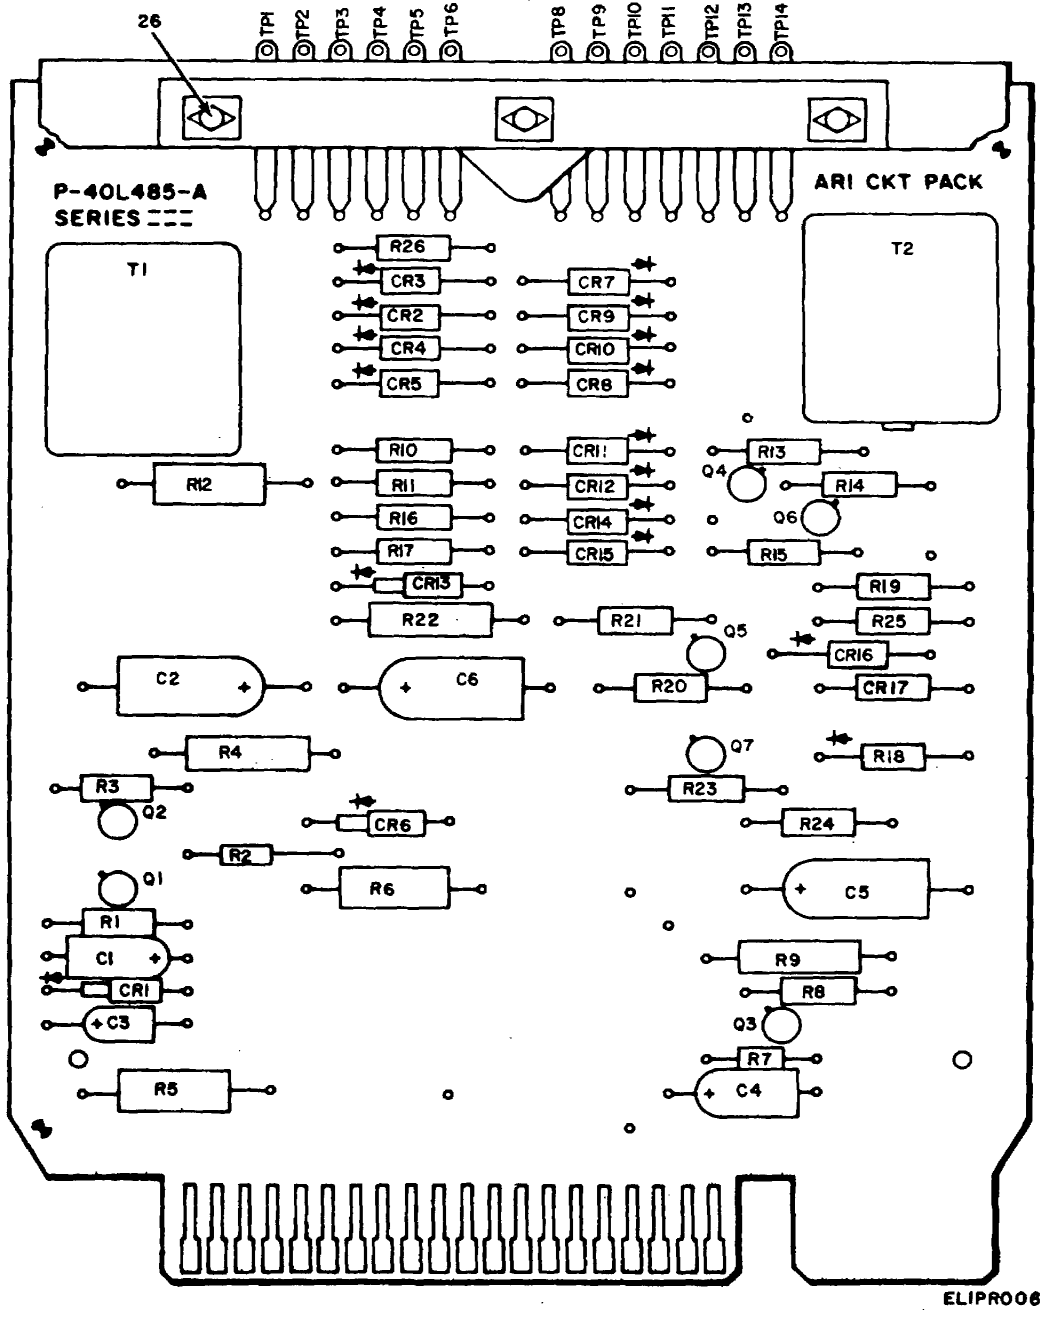 26
TP1 TP2 TP3 TP4 TP5 TP6 TP8 TP9 TP10 TP11 TP12 TP13 TP14
P-40L485-A
SERIES
ARI CKT PACK
T1
T2
R26
CR3 CR7
CR2 CR9
CR4 CR10
CR5 CR8
R10 CR11 R13
Q4
R12 R11 CR12 R14
R16 CR14 Q6
R17 CR15 R15
CR13 R19
R22 R21 R25
Q5
CR16
C2 C6 R20 CR17
R4 Q7 R18
R3 R23
Q2 CR6 R24
R2
Q1 R6 C5
R1
C1 R9
CR1 R8
C3 Q3
R7
R5 C4
ELIPR006